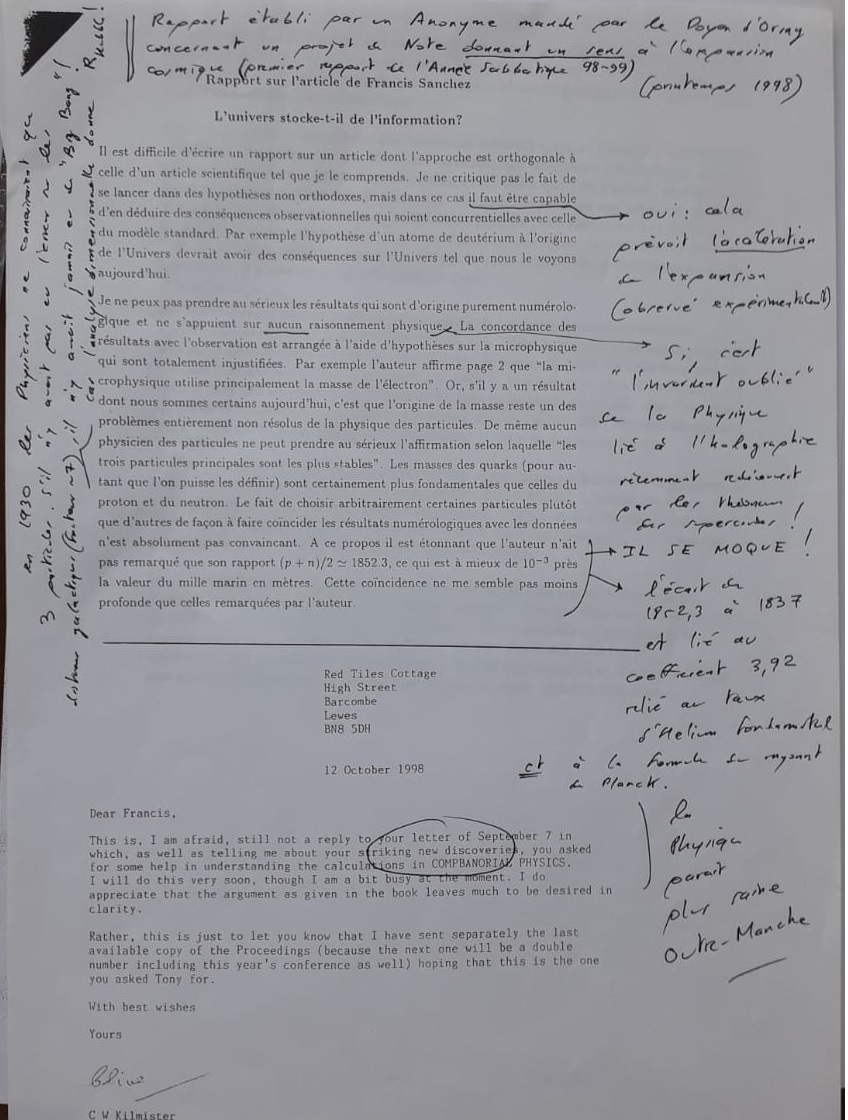 Rapport établi par un Anonyme mandé par le Doyen d'Orsay
concernant un projet de Note donnant un sens à l'expansion
cosmique (premier rapport de l'Année Sabbatique 98-99)
(printemps 1998)
Rapport sur l'article de Francis Sanchez
L'univers stocke-t-il de l'information?
Il est difficile d'écrire un rapport sur un article dont l'approche est orthogonale à
celle d'un article scientifique tel que je le comprends. Je ne critique pas le fait de
se lancer dans des hypothèses non orthodoxes, mais dans ce cas il faut être capable
d'en déduire des conséquences observationnelles qui soient concurrentielles avec celle
du modèle standard. Par exemple l'hypothèse d'un atome de deutérium à l'origine
de l'Univers devrait avoir des conséquences sur l'Univers tel que nous le voyons
aujourd'hui.
Je ne peux pas prendre au sérieux les résultats qui sont d'origine purement numérolo-
gique et ne s'appuient sur aucun raisonnement physique. La concordance des
résultats avec l'observation est arrangée à l'aide d'hypothèses sur la microphysique
qui sont totalement injustifiées. Par exemple l'auteur affirme page 2 que "la mi-
crophysique utilise principalement la masse de l'électron". Or, s'il y a un résultat
dont nous sommes certains aujourd'hui, c'est que l'origine de la masse reste un des
problèmes entièrement non résolus de la physique des particules. De même aucun
physicien des particules ne peut prendre au sérieux l'affirmation selon laquelle "les
trois particules principales sont les plus stables". Les masses des quarks (pour au-
tant que l'on puisse les définir) sont certainement plus fondamentales que celles du
proton et du neutron. Le fait de choisir arbitrairement certaines particules plutôt
que d'autres de façon à faire coïncider les résultats numérologiques avec les données
n'est absolument pas convaincant. A ce propos il est étonnant que l'auteur n'ait
pas remarqué que son rapport (p + n)/2 ≃ 1852.3, ce qui est à mieux de 10⁻³ près
la valeur du mille marin en mètres. Cette coïncidence ne me semble pas moins
profonde que celles remarquées par l'auteur.
oui : cela
prévoit l'accélération
de l'expansion
(observé expérimentalement)
Si, c'est
"l'invariant oublié"
de la Physique
lié à l'holographie
récemment redécouvert
par les théoriciens
des supercordes !
IL SE MOQUE !
l'écart de
1852,3 à 1837
est lié au
coefficient 3,92
relié au taux
d'Helium fondamental
et à la formule du rayonnant
de Planck.
en 1930 les Physiciens ne connaissaient que
3 particules. S'il n'y avait pas eu l'erreur sur les
distances galactiques (facteur ~7), il n'y aurait jamais eu de "Big Bang" !
car l'analyse dimensionnelle donne R Hubble !
Red Tiles Cottage
High Street
Barcombe
Lewes
BN8 5DH
12 October 1998
Dear Francis,
This is, I am afraid, still not a reply to your letter of September 7 in
which, as well as telling me about your striking new discoveries, you asked
for some help in understanding the calculations in COMPBANORIAL PHYSICS.
I will do this very soon, though I am a bit busy at the moment. I do
appreciate that the argument as given in the book leaves much to be desired in
clarity.
Rather, this is just to let you know that I have sent separately the last
available copy of the Proceedings (because the next one will be a double
number including this year's conference as well) hoping that this is the one
you asked Tony for.
With best wishes
Yours
Clive
C W Kilmister
la
Physique
parait
plus saine
Outre-Manche